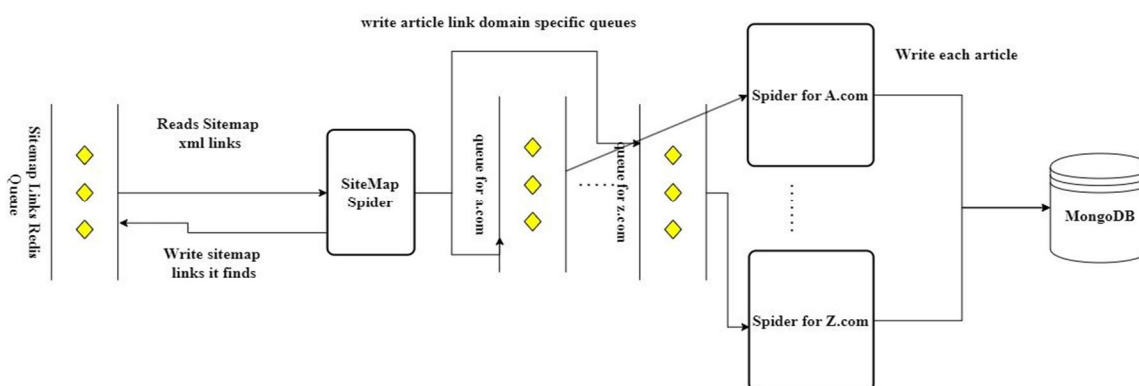 write article link domain specific queues
Write each article
Spider for A.com
Reads Sitemap
xml links
Sitemap Links Redis
Queue
SiteMap
Spider
queue for a.com
queue for z.com
MongoDB
Write sitemap
links it finds
Spider for Z.com